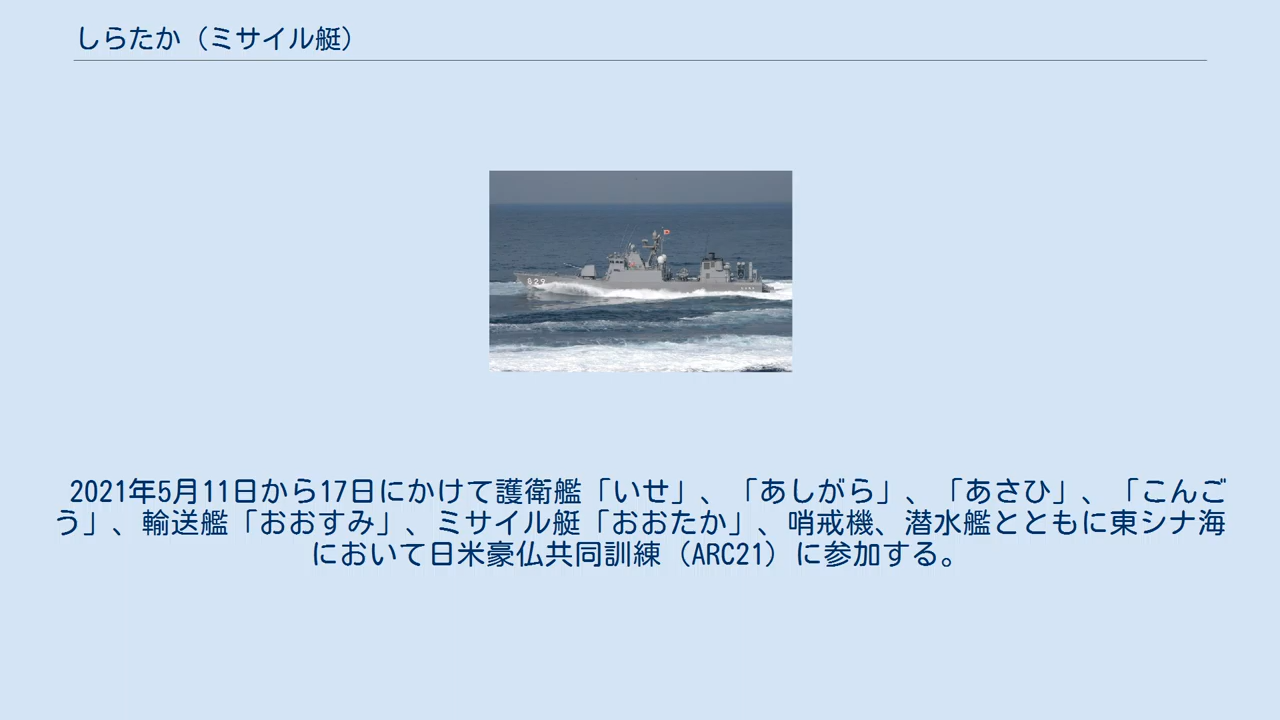 しらたか（ミサイル艇）
829
2021年5月11日から17日にかけて護衛艦「いせ」、「あしがら」、「あさひ」、「こんご
う」、輸送艦「おおすみ」、ミサイル艇「おおたか」、哨戒機、潜水艦とともに東シナ海
において日米豪仏共同訓練（ARC21）に参加する。